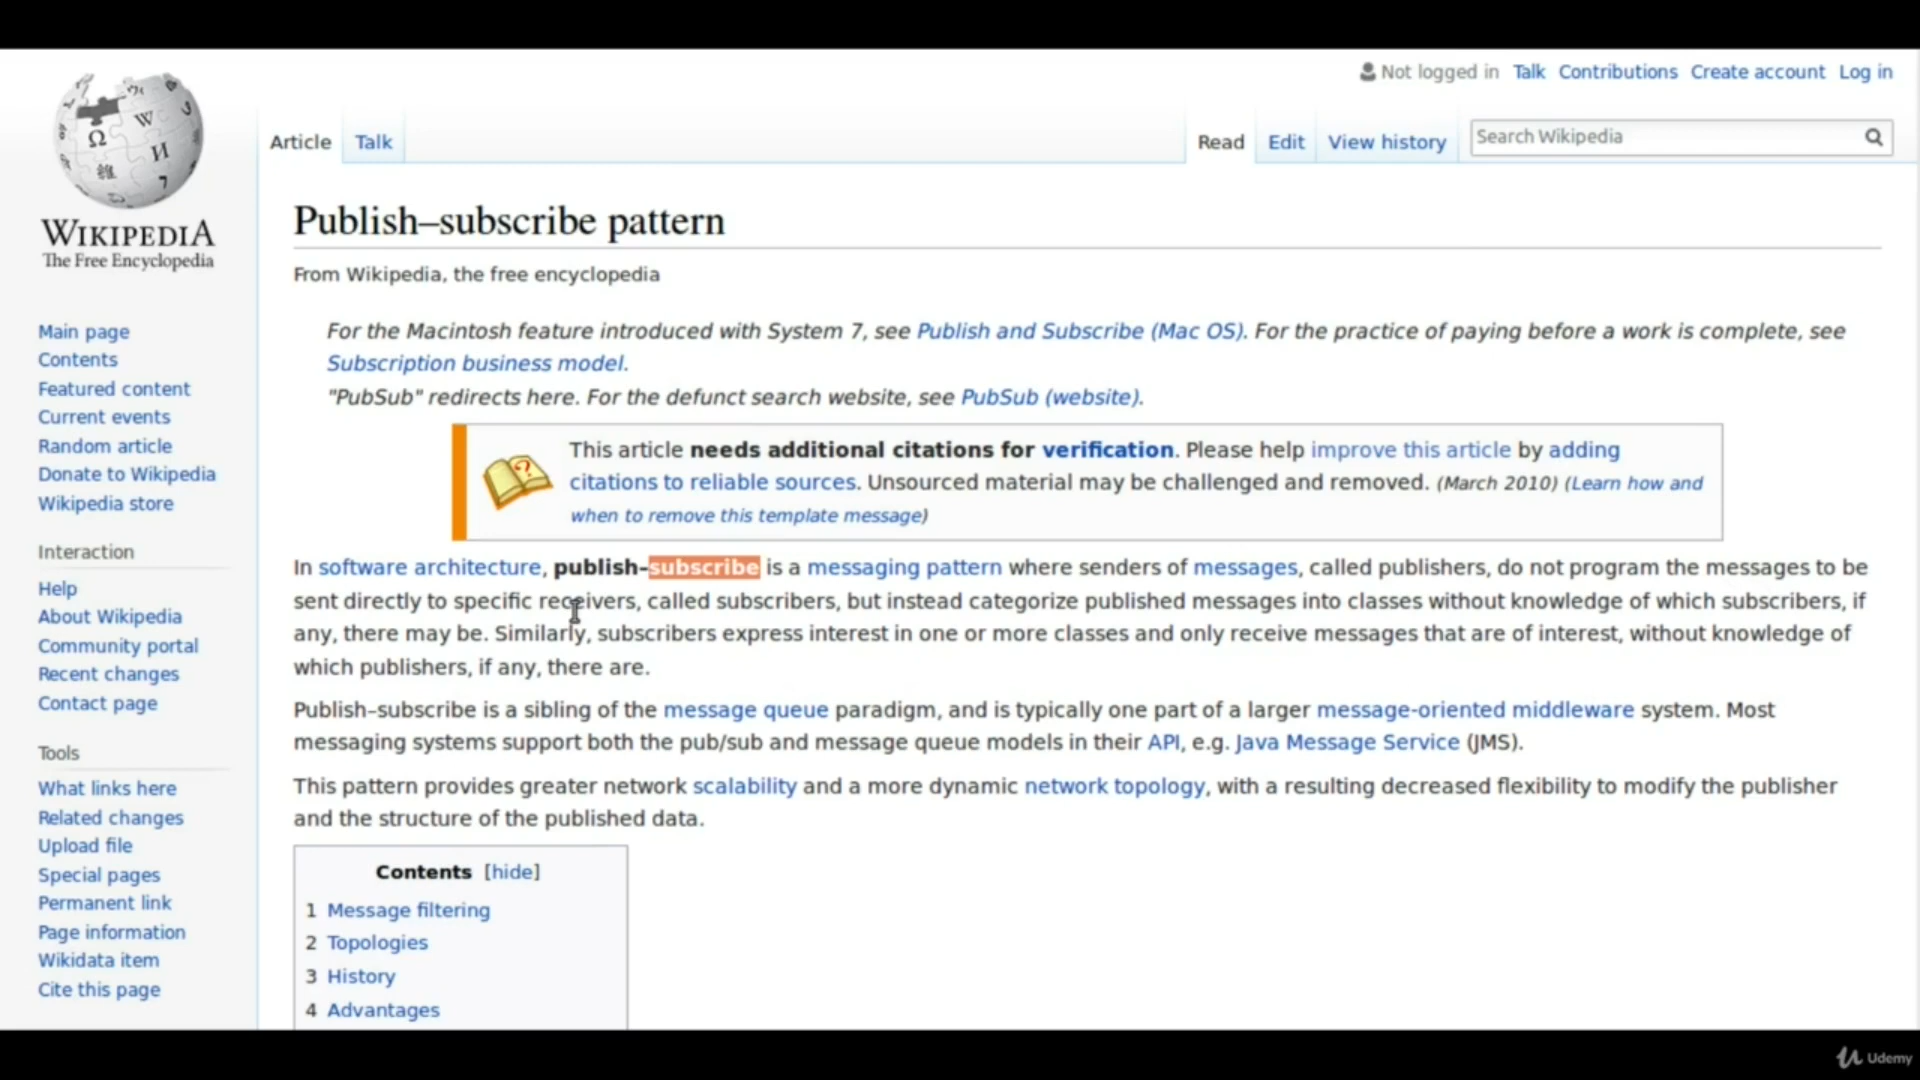 Not logged in Talk Contributions Create account Log in
Article Talk Read Edit View history Search Wikipedia
WIKIPEDIA
The Free Encyclopedia
Main page
Contents
Featured content
Current events
Random article
Donate to Wikipedia
Wikipedia store
Interaction
Help
About Wikipedia
Community portal
Recent changes
Contact page
Tools
What links here
Related changes
Upload file
Special pages
Permanent link
Page information
Wikidata item
Cite this page
Publish–subscribe pattern
From Wikipedia, the free encyclopedia
For the Macintosh feature introduced with System 7, see Publish and Subscribe (Mac OS). For the practice of paying before a work is complete, see
Subscription business model.
"PubSub" redirects here. For the defunct search website, see PubSub (website).
This article needs additional citations for verification. Please help improve this article by adding
citations to reliable sources. Unsourced material may be challenged and removed. (March 2010) (Learn how and
when to remove this template message)
In software architecture, publish–subscribe is a messaging pattern where senders of messages, called publishers, do not program the messages to be
sent directly to specific receivers, called subscribers, but instead categorize published messages into classes without knowledge of which subscribers, if
any, there may be. Similarly, subscribers express interest in one or more classes and only receive messages that are of interest, without knowledge of
which publishers, if any, there are.
Publish–subscribe is a sibling of the message queue paradigm, and is typically one part of a larger message-oriented middleware system. Most
messaging systems support both the pub/sub and message queue models in their API, e.g. Java Message Service (JMS).
This pattern provides greater network scalability and a more dynamic network topology, with a resulting decreased flexibility to modify the publisher
and the structure of the published data.
Contents [hide]
1 Message filtering
2 Topologies
3 History
4 Advantages
Udemy